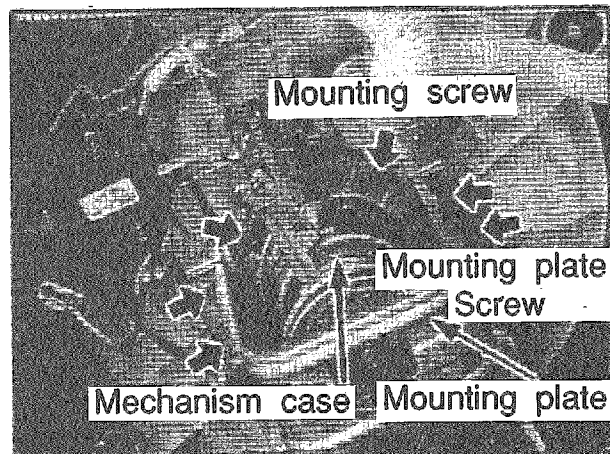 Mounting screw
Mounting plate
Screw
Mechanism case
Mounting plate